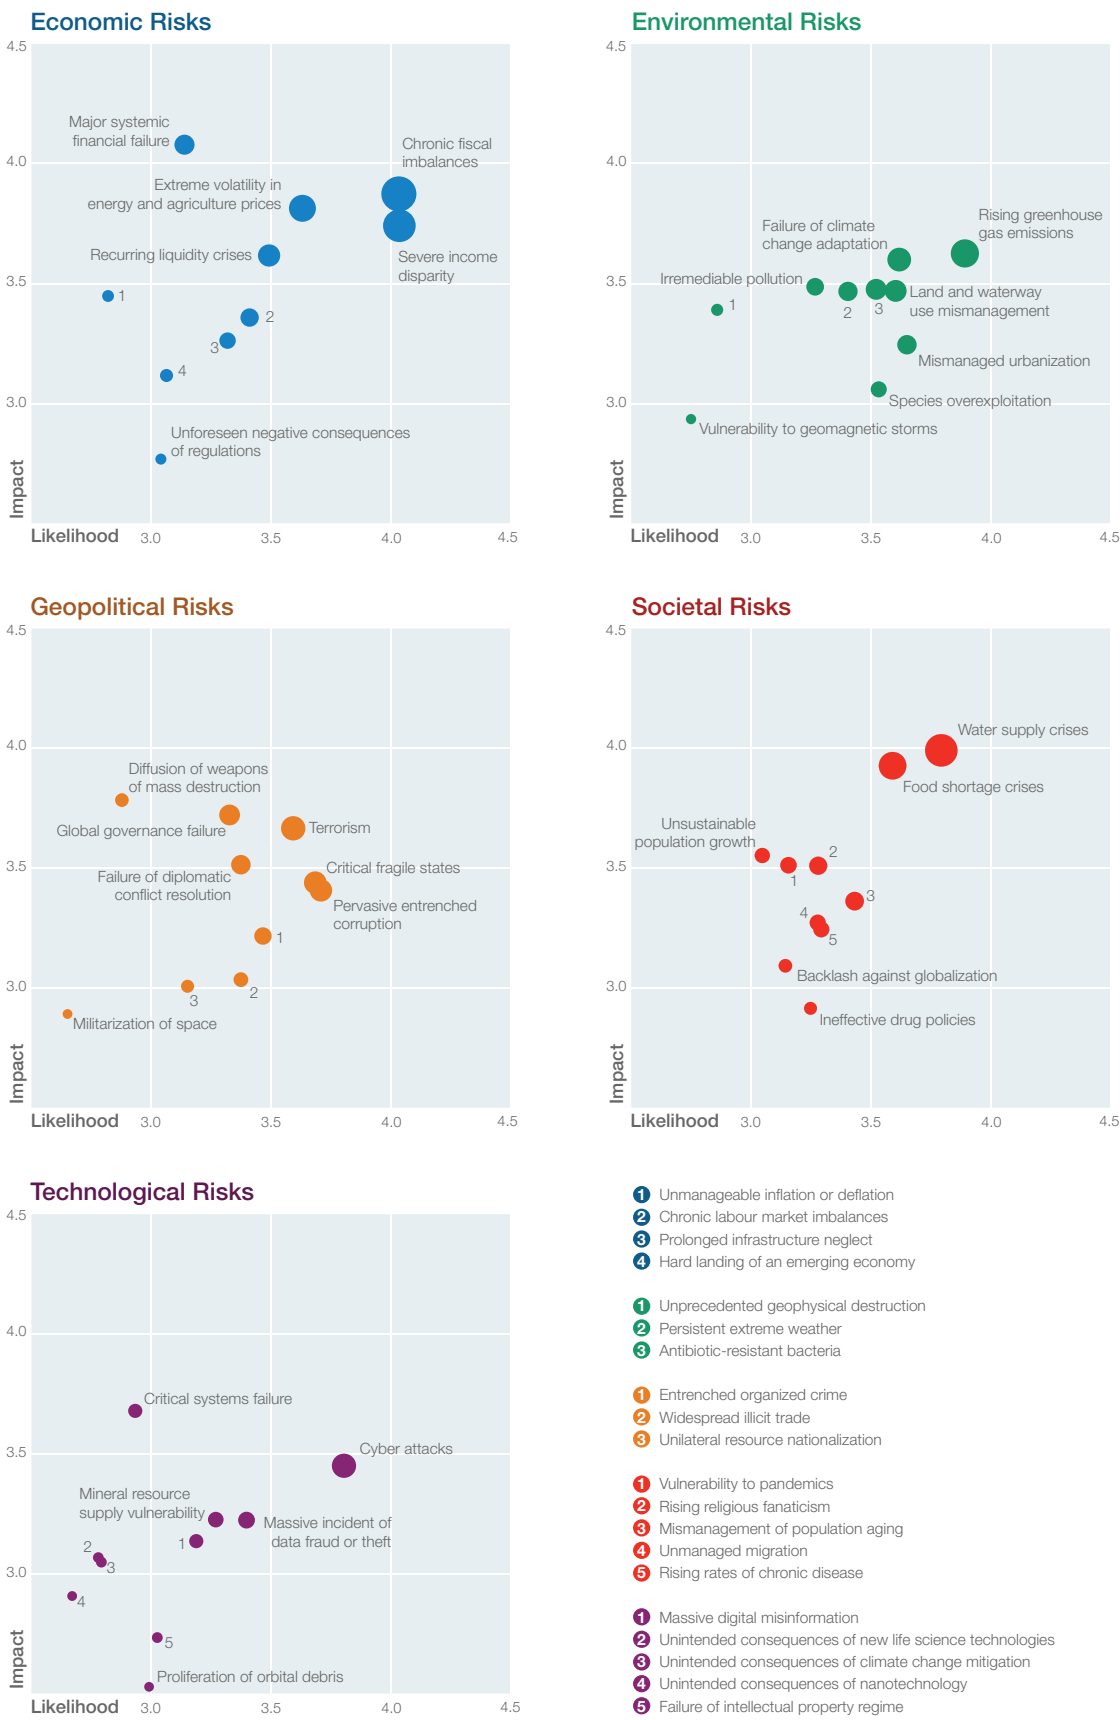 Economic Risks
4.5
Major systemic
financial failure
Chronic fiscal
imbalances
4.0
Extreme volatility in
energy and agriculture prices
Recurring liquidity crises
Severe income
disparity
3.5
1
2
3
4
3.0
Unforeseen negative consequences
of regulations
Impact
Likelihood
3.0
3.5
4.0
4.5
Environmental Risks
4.5
4.0
Rising greenhouse
gas emissions
Failure of climate
change adaptation
Irremediable pollution
3.5
Land and waterway
use mismanagement
1
2
3
Mismanaged urbanization
Species overexploitation
3.0
Vulnerability to geomagnetic storms
Impact
Likelihood
3.0
3.5
4.0
4.5
Geopolitical Risks
4.5
4.0
Diffusion of weapons
of mass destruction
Global governance failure
Terrorism
3.5
Critical fragile states
Failure of diplomatic
conflict resolution
Pervasive entrenched
corruption
1
2
3
3.0
Militarization of space
Impact
Likelihood
3.0
3.5
4.0
4.5
Societal Risks
4.5
Water supply crises
4.0
Food shortage crises
Unsustainable
population growth
3.5
2
1
3
4
5
Backlash against globalization
3.0
Ineffective drug policies
Impact
Likelihood
3.0
3.5
4.0
4.5
Technological Risks
4.5
4.0
Critical systems failure
3.5
Cyber attacks
Mineral resource
supply vulnerability
Massive incident of
data fraud or theft
1
2
3
3.0
4
5
Proliferation of orbital debris
Impact
Likelihood
3.0
3.5
4.0
4.5
1 Unmanageable inflation or deflation
2 Chronic labour market imbalances
3 Prolonged infrastructure neglect
4 Hard landing of an emerging economy
1 Unprecedented geophysical destruction
2 Persistent extreme weather
3 Antibiotic-resistant bacteria
1 Entrenched organized crime
2 Widespread illicit trade
3 Unilateral resource nationalization
1 Vulnerability to pandemics
2 Rising religious fanaticism
3 Mismanagement of population aging
4 Unmanaged migration
5 Rising rates of chronic disease
1 Massive digital misinformation
2 Unintended consequences of new life science technologies
3 Unintended consequences of climate change mitigation
4 Unintended consequences of nanotechnology
5 Failure of intellectual property regime